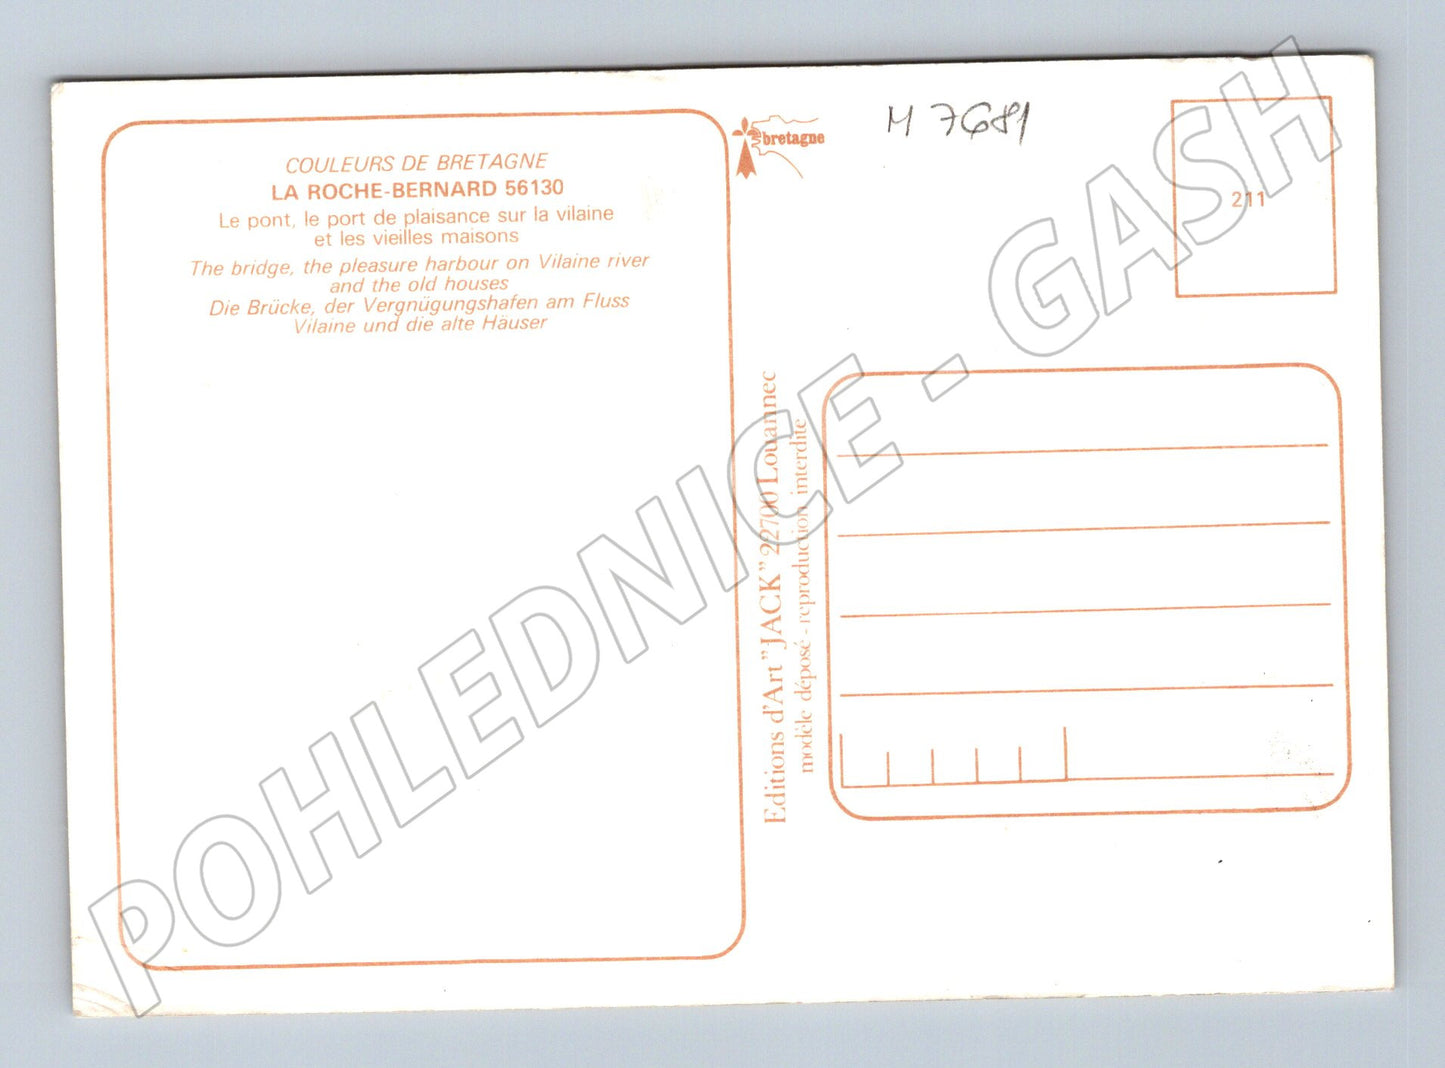 COULEURS DE BRETAGNE
LA ROCHE-BERNARD 56130
Le pont, le port de plaisance sur la vilaine
et les vieilles maisons
The bridge, the pleasure harbour on Vilaine river
and the old houses
Die Brücke, der Vergnügungshafen am Fluss
Vilaine und die alte Häuser
bretagne
M 7681
211
Editions d'Art "JACK" 22700 Louannec
modèle déposé - reproduction interdite
POHLEDNICE - GASH